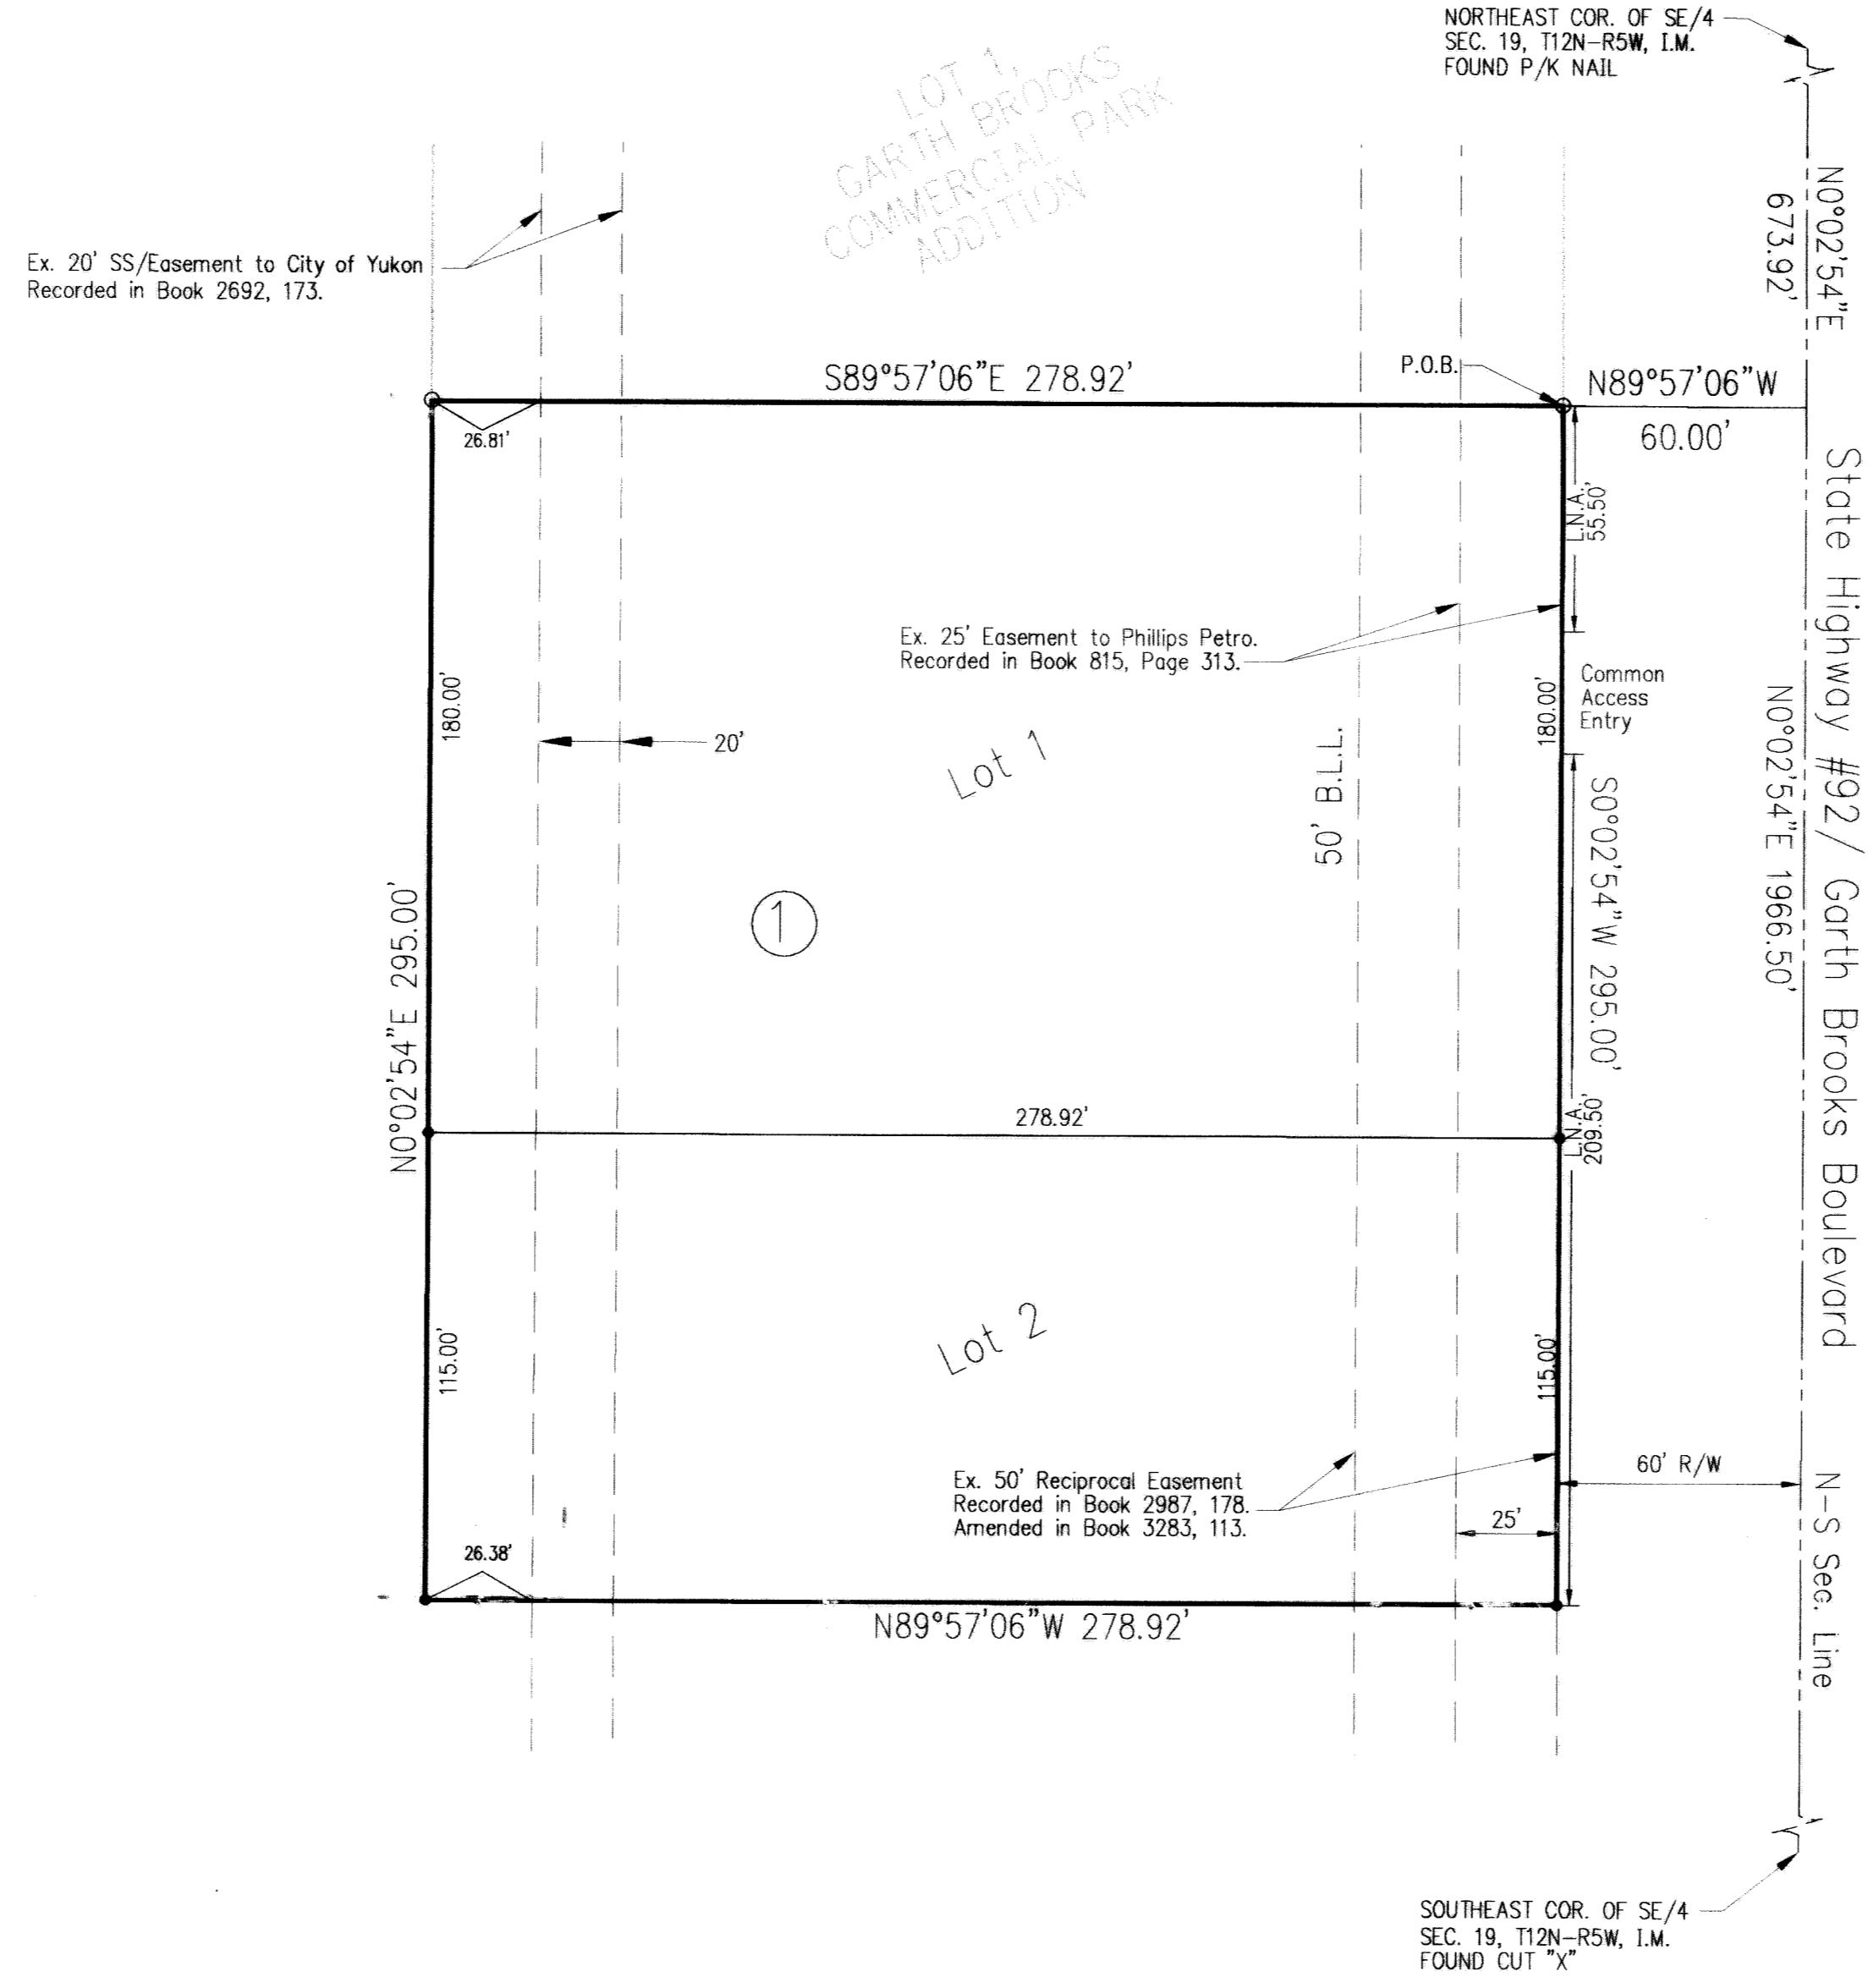 NORTHEAST COR. OF SE/4
SEC. 19, T12N-R5W, I.M.
FOUND P/K NAIL
LOT 1,
GARTH BROOKS
COMMERCIAL PARK
ADDITION
N0°02'54"E
673.92'
Ex. 20' SS/Easement to City of Yukon
Recorded in Book 2692, 173.
S89°57'06"E 278.92'
P.O.B.
N89°57'06"W
60.00'
26.81'
L.N.A.
55.50'
State Highway #92/ Garth Brooks Boulevard
Ex. 25' Easement to Phillips Petro.
Recorded in Book 815, Page 313.
180.00'
180.00'
Common
Access
Entry
20'
Lot 1
50' B.L.L.
S0°02'54"W 295.00'
N0°02'54"E 1966.50'
1
N0°02'54"E 295.00'
278.92'
L.N.A.
209.50'
Lot 2
115.00'
115.00'
Ex. 50' Reciprocal Easement
Recorded in Book 2987, 178.
Amended in Book 3283, 113.
60' R/W
25'
N-S Sec. Line
26.38'
N89°57'06"W 278.92'
SOUTHEAST COR. OF SE/4
SEC. 19, T12N-R5W, I.M.
FOUND CUT "X"